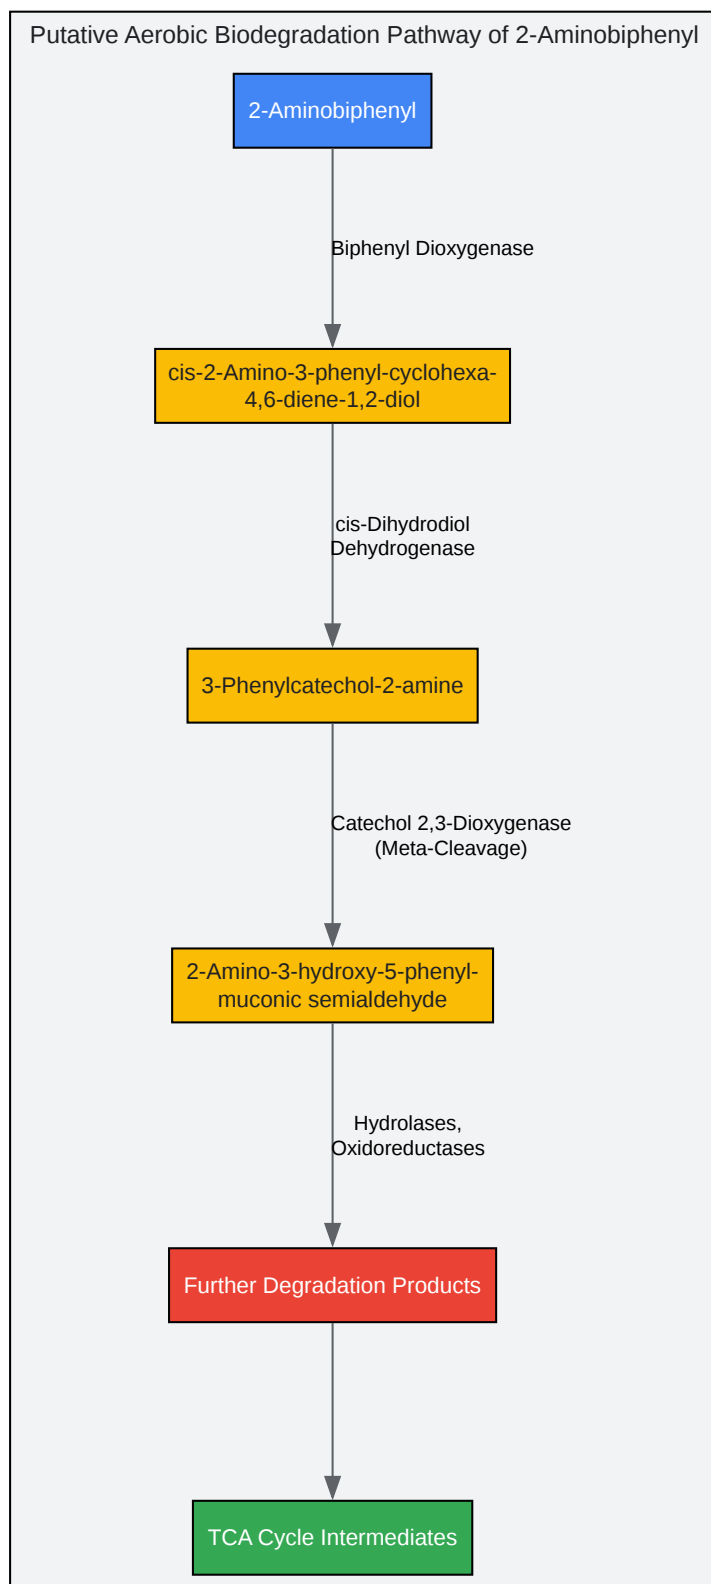 Putative Aerobic Biodegradation Pathway of 2-Aminobiphenyl
2-Aminobiphenyl
Biphenyl Dioxygenase
cis-2-Amino-3-phenyl-cyclohexa-
4,6-diene-1,2-diol
cis-Dihydrodiol
Dehydrogenase
3-Phenylcatechol-2-amine
Catechol 2,3-Dioxygenase
(Meta-Cleavage)
2-Amino-3-hydroxy-5-phenyl-
muconic semialdehyde
Hydrolases,
Oxidoreductases
Further Degradation Products
TCA Cycle Intermediates